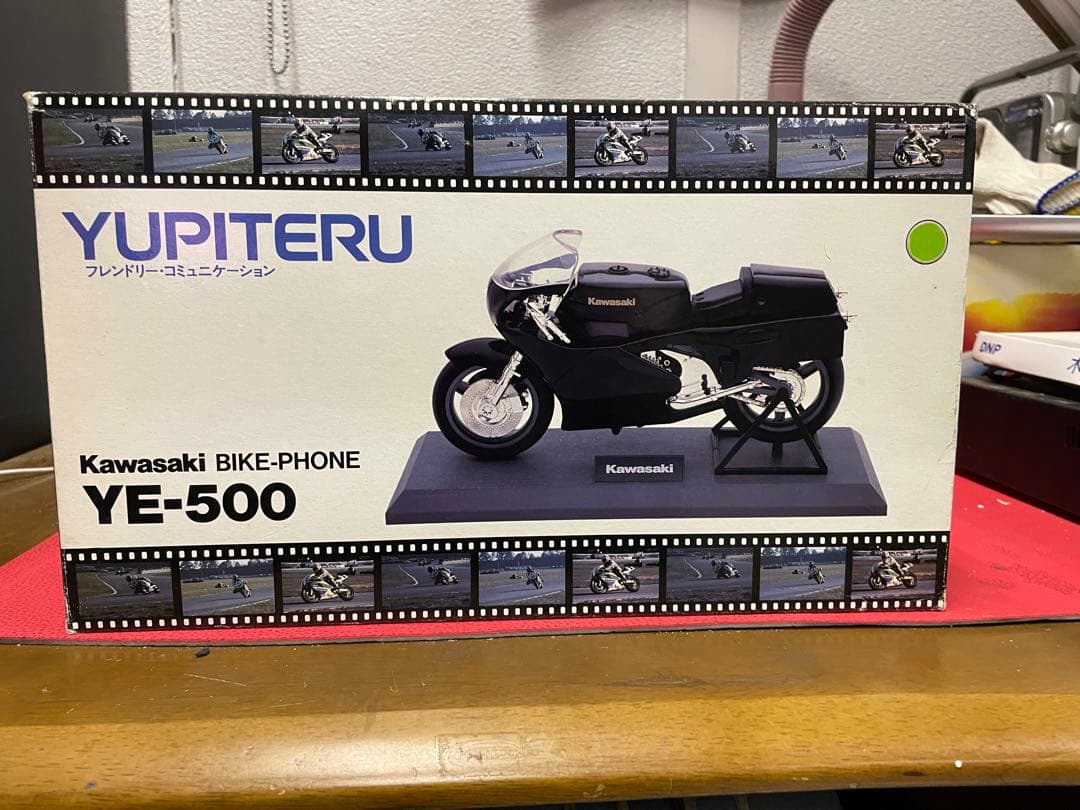 YUPITERU
フレンドリー・コミュニケーション
Kawasaki
Kawasaki
Kawasaki BIKE-PHONE
YE-500
DNP